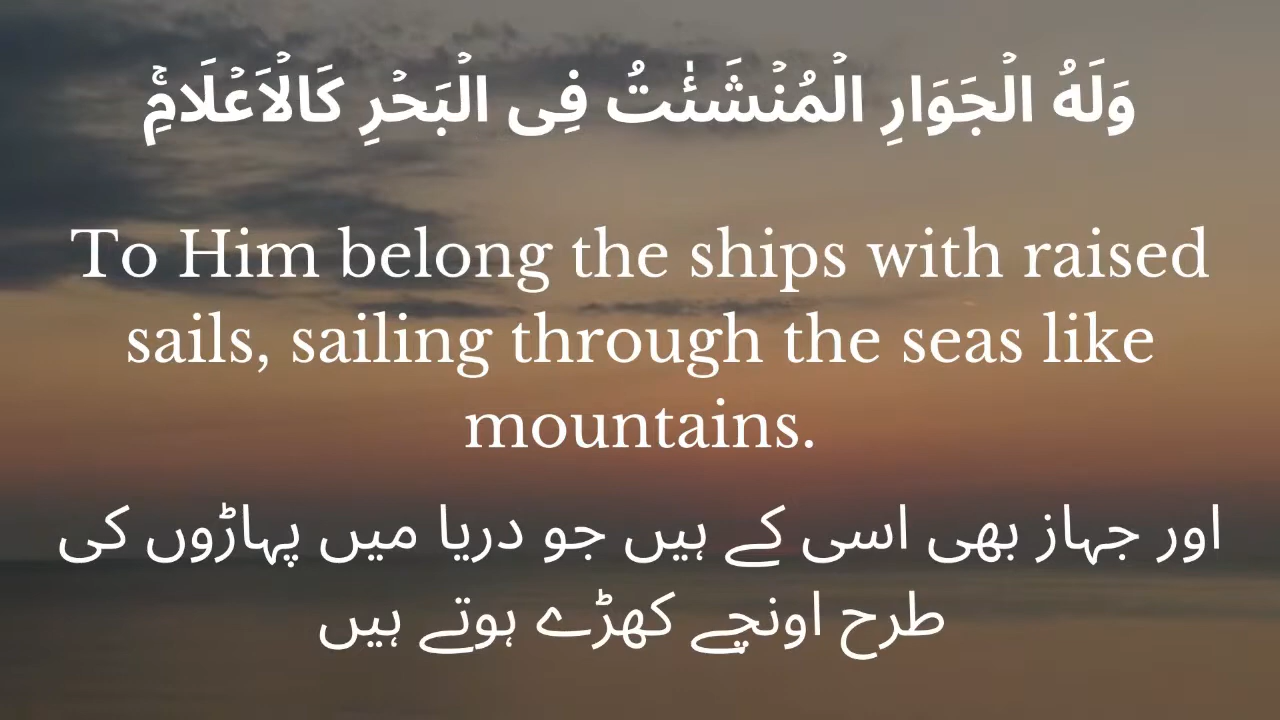 وَلَهُ الۡجَوَارِ الۡمُنۡشَئٰتُ فِى الۡبَحۡرِ كَالۡاَعۡلَامِ‌ۚ
To Him belong the ships with raised
sails, sailing through the seas like
mountains.
اور جہاز بھی اسی کے ہیں جو دریا میں پہاڑوں کی
طرح اونچے کھڑے ہوتے ہیں